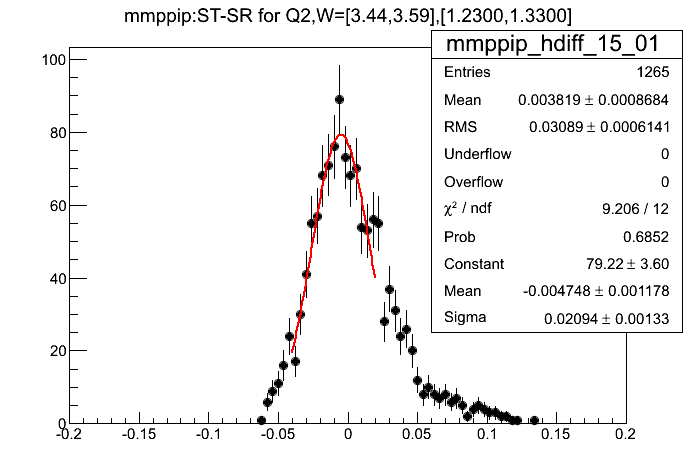 mmppip:ST-SR for Q2,W=[3.44,3.59],[1.2300,1.3300]
mmppip_hdiff_15_01
Entries 1265
Mean 0.003819 ± 0.0008684
RMS 0.03089 ± 0.0006141
Underflow 0
Overflow 0
χ² / ndf 9.206 / 12
Prob 0.6852
Constant 79.22 ± 3.60
Mean -0.004748 ± 0.001178
Sigma 0.02094 ± 0.00133
100
80
60
40
20
0
-0.2 -0.15 -0.1 -0.05 0 0.05 0.1 0.15 0.2